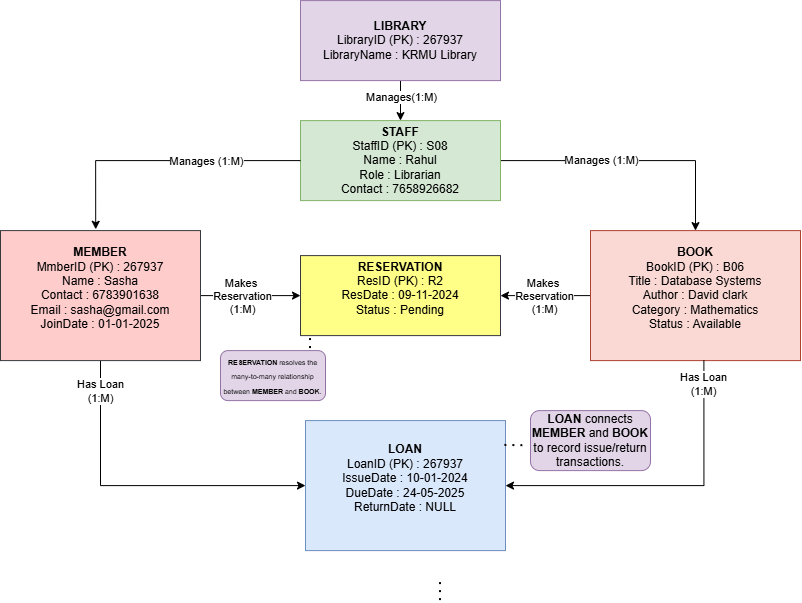 LIBRARY
LibraryID (PK) : 267937
LibraryName : KRMU Library
Manages(1:M)
STAFF
StaffID (PK) : S08
Name : Rahul
Role : Librarian
Contact : 7658926682
Manages (1:M)
Manages (1:M)
MEMBER
MmberID (PK) : 267937
Name : Sasha
Contact : 6783901638
Email : sasha@gmail.com
JoinDate : 01-01-2025
Makes
Reservation
(1:M)
RESERVATION
ResID (PK) : R2
ResDate : 09-11-2024
Status : Pending
Makes
Reservation
(1:M)
BOOK
BookID (PK) : B06
Title : Database Systems
Author : David clark
Category : Mathematics
Status : Available
RESERVATION resolves the
many-to-many relationship
between MEMBER and BOOK.
Has Loan
(1:M)
Has Loan
(1:M)
LOAN
LoanID (PK) : 267937
IssueDate : 10-01-2024
DueDate : 24-05-2025
ReturnDate : NULL
LOAN connects
MEMBER and BOOK
to record issue/return
transactions.